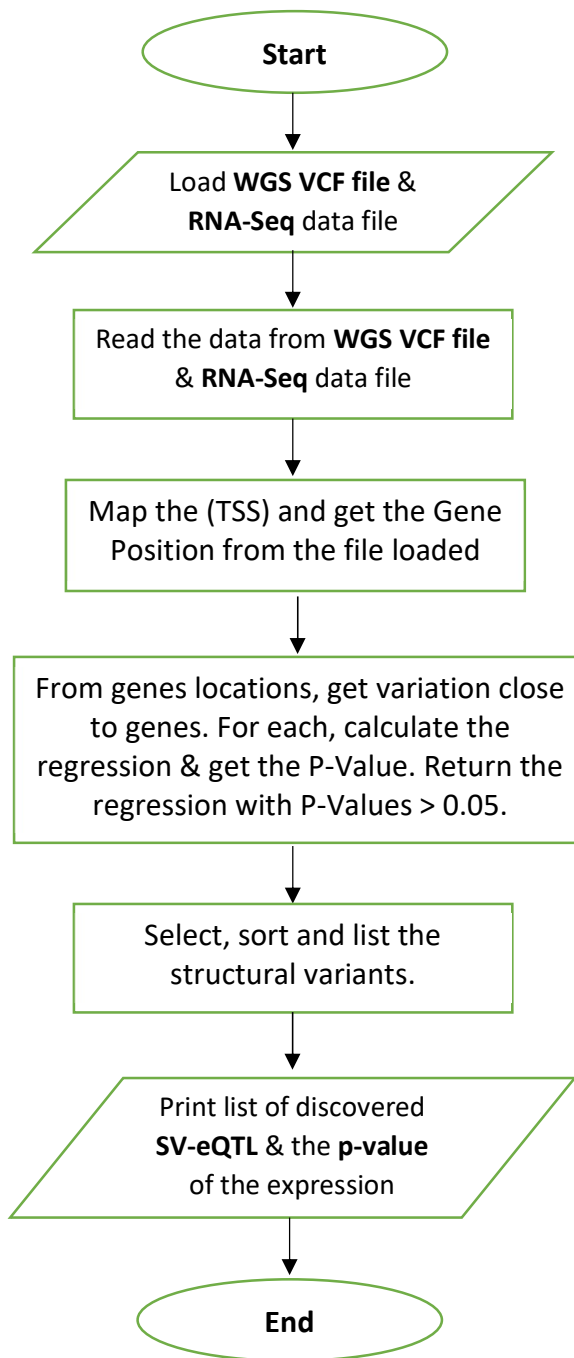 Start
Load WGS VCF file &
RNA-Seq data file
Read the data from WGS VCF file
& RNA-Seq data file
Map the (TSS) and get the Gene
Position from the file loaded
From genes locations, get variation close
to genes. For each, calculate the
regression & get the P-Value. Return the
regression with P-Values > 0.05.
Select, sort and list the
structural variants.
Print list of discovered
SV-eQTL & the p-value
of the expression
End